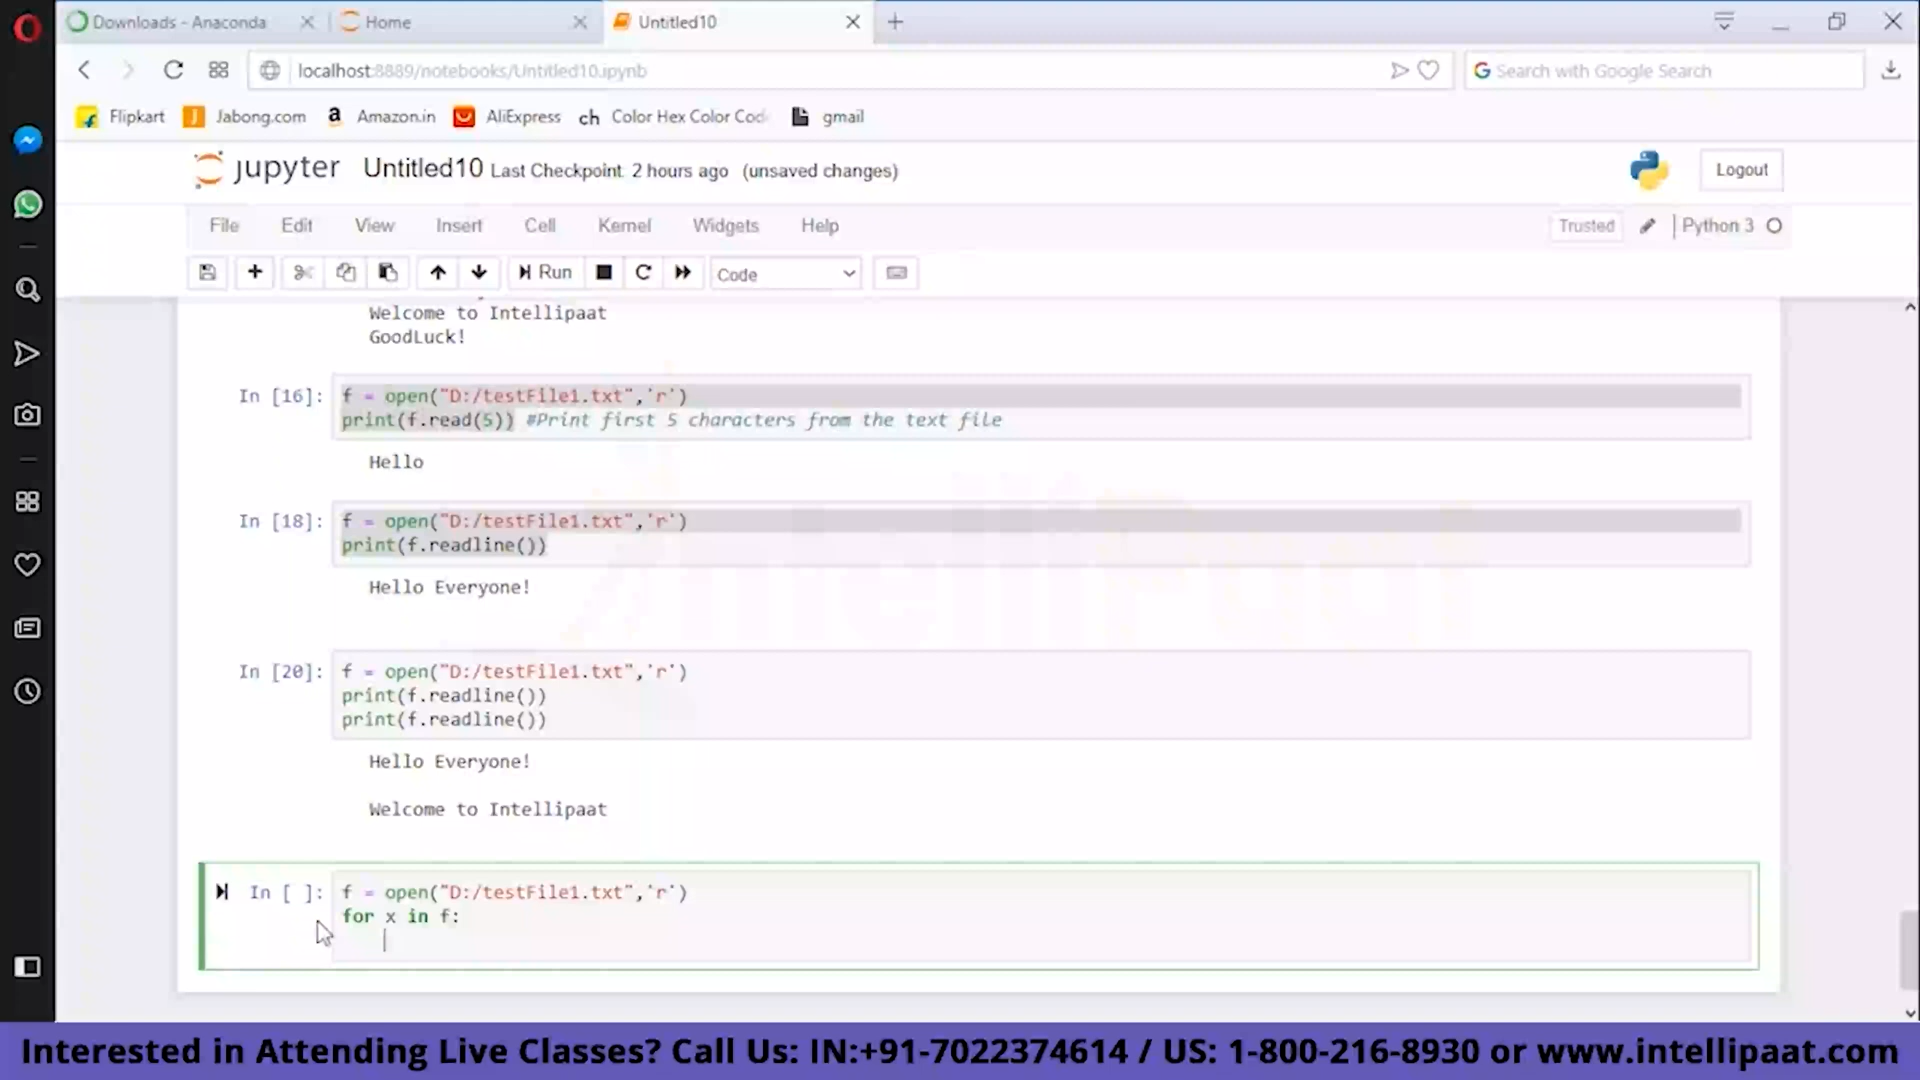 Downloads - Anaconda
Home
Untitled10
localhost:8889/notebooks/Untitled10.ipynb
Search with Google Search
Flipkart
Jabong.com
Amazon.in
AliExpress
ch Color Hex Color Cod
gmail
jupyter Untitled10 Last Checkpoint 2 hours ago (unsaved changes)
Logout
File Edit View Insert Cell Kernel Widgets Help
Trusted
Python 3
Run
Code
Welcome to Intellipaat
GoodLuck!
In [16]: f = open("D:/testFile1.txt",'r')
print(f.read(5)) #Print first 5 characters from the text file
Hello
In [18]: f = open("D:/testFile1.txt",'r')
print(f.readline())
Hello Everyone!
In [20]: f = open("D:/testFile1.txt",'r')
print(f.readline())
print(f.readline())
Hello Everyone!
Welcome to Intellipaat
In [ ]: f = open("D:/testFile1.txt",'r')
for x in f:
Interested in Attending Live Classes? Call Us: IN:+91-7022374614 / US: 1-800-216-8930 or www.intellipaat.com